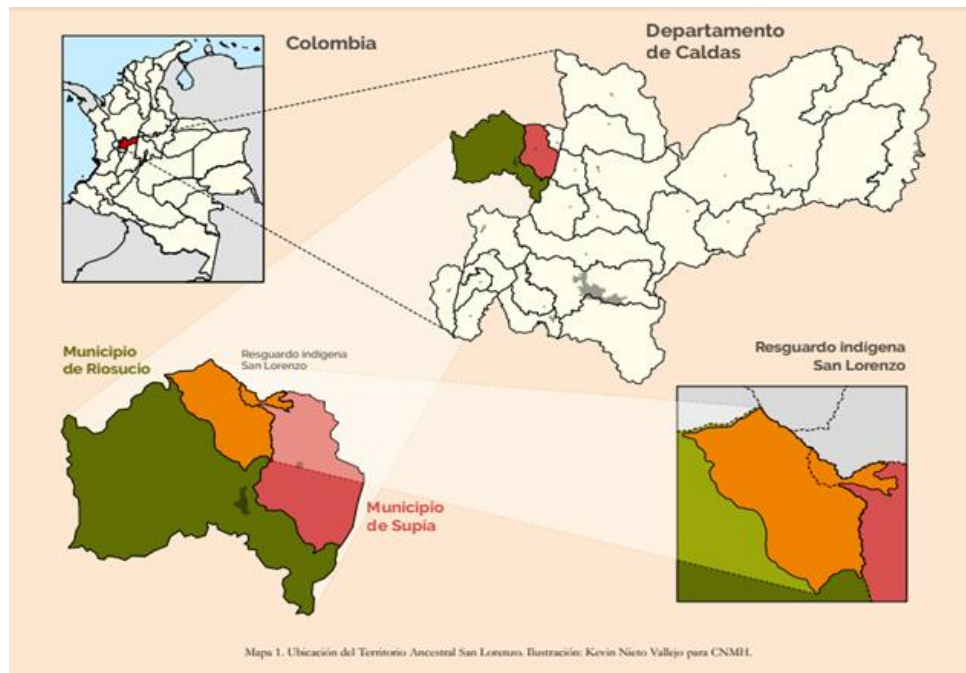 Colombia
Departamento
de Caldas
Municipio
de Riosucio
Resguardo indígena
San Lorenzo
Resguardo indígena
San Lorenzo
Municipio
de Supía
Mapa 1. Ubicación del Territorio Ancestral San Lorenzo. Ilustración: Kevin Nieto Vallejo para CNMH.